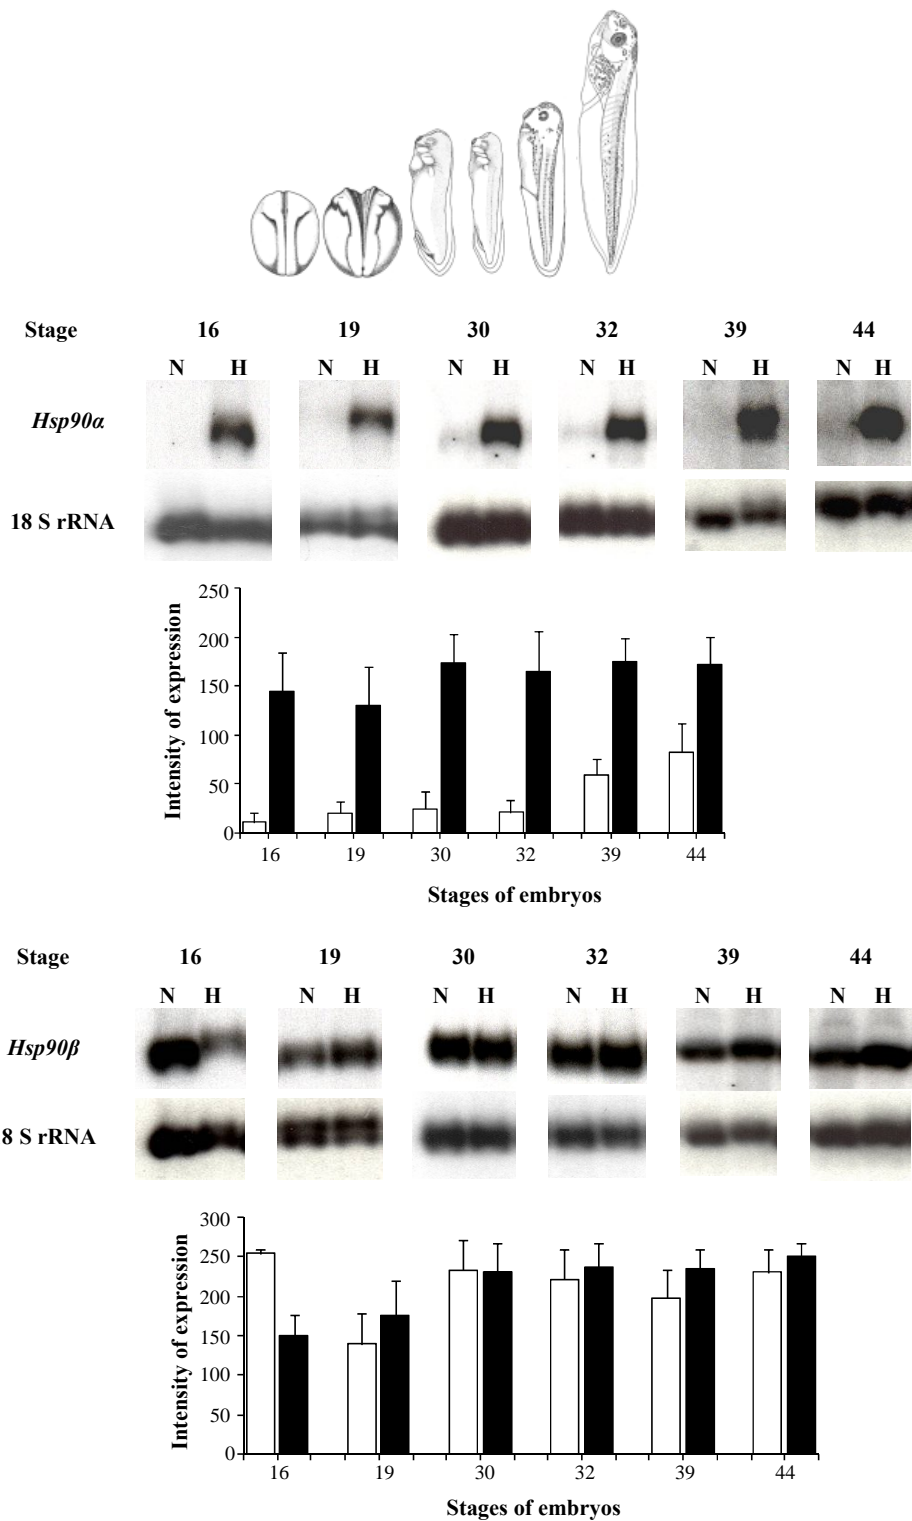 Stage 16 19 30 32 39 44
N H N H N H N H N H N H
Hsp90α
18 S rRNA
250
200
150
100
50
0
Intensity of expression
16 19 30 32 39 44
Stages of embryos
Stage 16 19 30 32 39 44
N H N H N H N H N H N H
Hsp90β
8 S rRNA
300
250
200
150
100
50
0
Intensity of expression
16 19 30 32 39 44
Stages of embryos